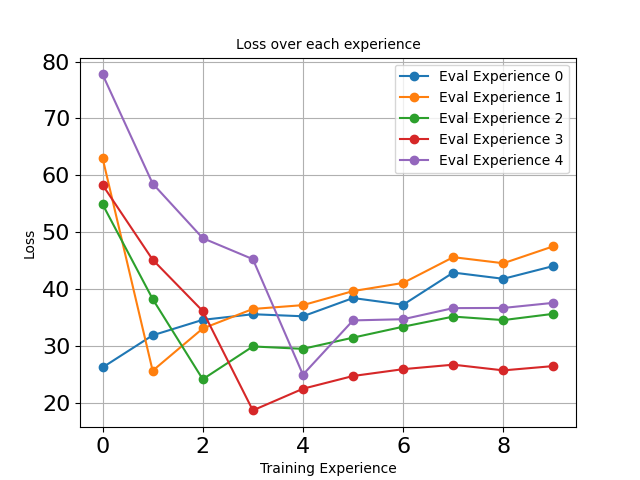 Loss over each experience
Eval Experience 0
Eval Experience 1
Eval Experience 2
Eval Experience 3
Eval Experience 4
80
70
60
50
40
30
20
Loss
0 2 4 6 8
Training Experience